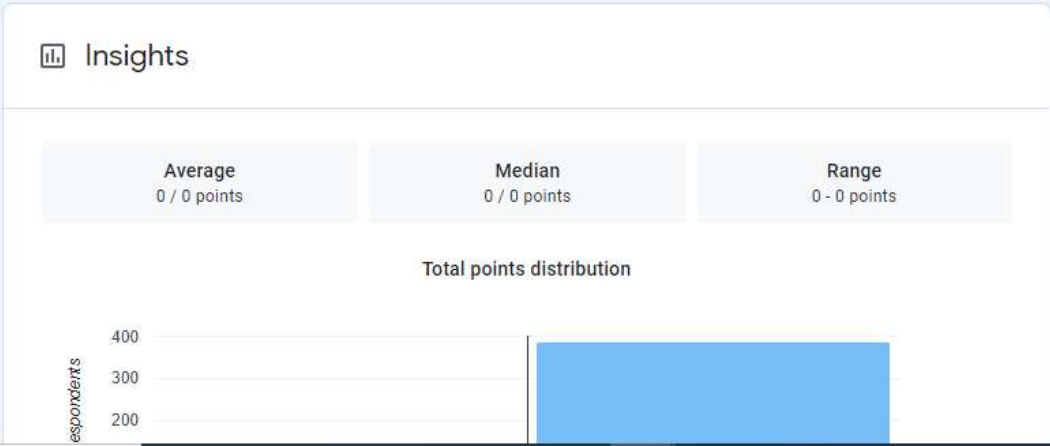 Insights
Average
0 / 0 points
Median
0 / 0 points
Range
0 - 0 points
Total points distribution
400
300
200
espondents